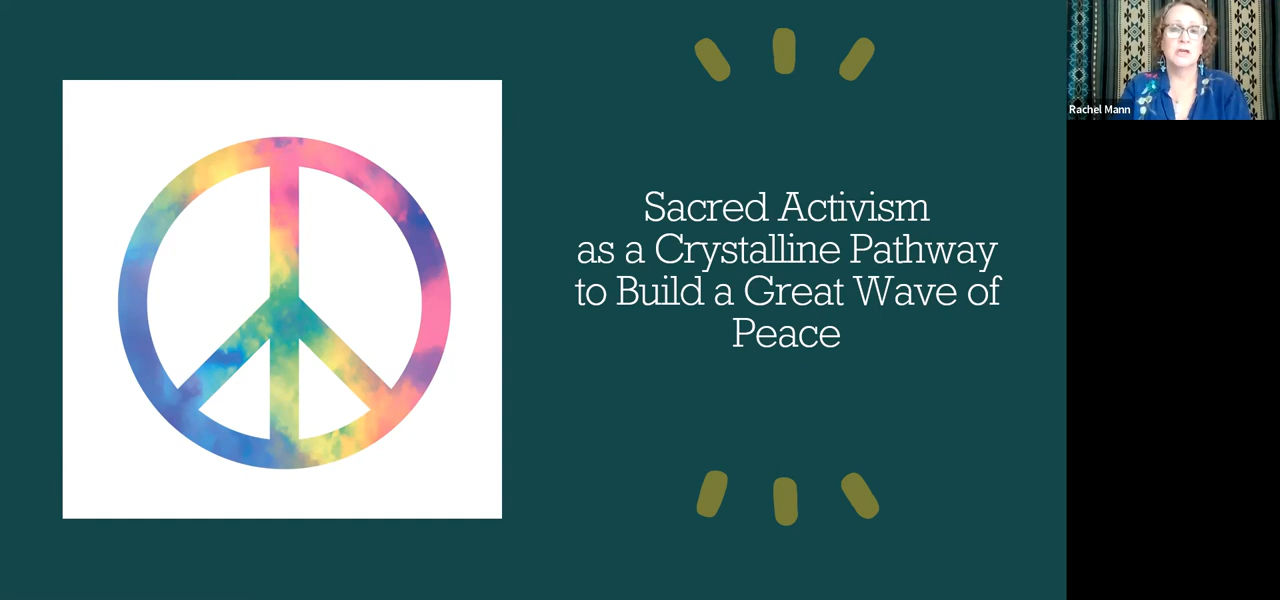 Sacred Activism
as a Crystalline Pathway
to Build a Great Wave of
Peace
Rachel Mann